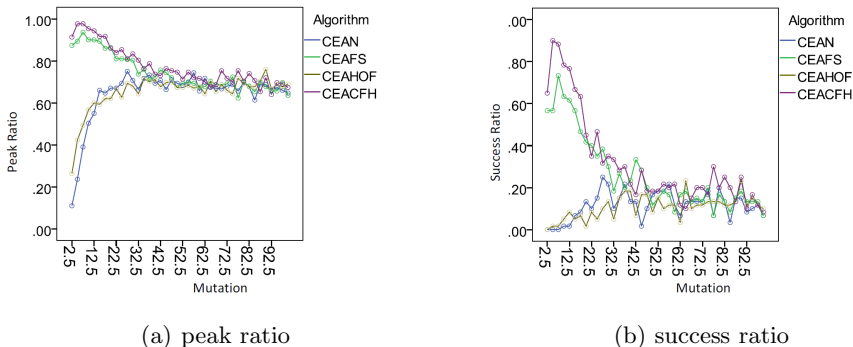 Algorithm
CEAN
CEAFS
CEAHOF
CEACFH
Peak Ratio
1.00
.80
.60
.40
.20
.00
2.5
12.5
22.5
32.5
42.5
52.5
62.5
72.5
82.5
92.5
Mutation
(a) peak ratio
Algorithm
CEAN
CEAFS
CEAHOF
CEACFH
Success Ratio
.00
.80
.60
.40
.20
.00
2.5
12.5
22.5
32.5
42.5
52.5
62.5
72.5
82.5
92.5
Mutation
(b) success ratio